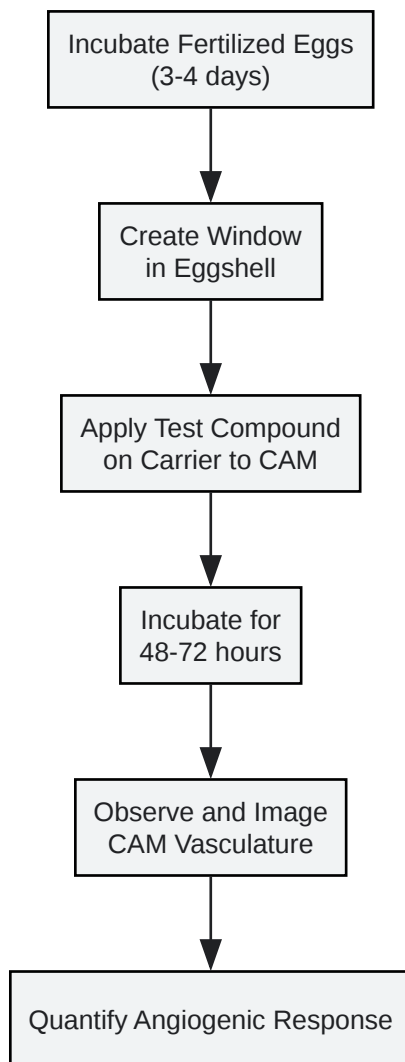 Incubate Fertilized Eggs
(3-4 days)
Create Window
in Eggshell
Apply Test Compound
on Carrier to CAM
Incubate for
48-72 hours
Observe and Image
CAM Vasculature
Quantify Angiogenic Response